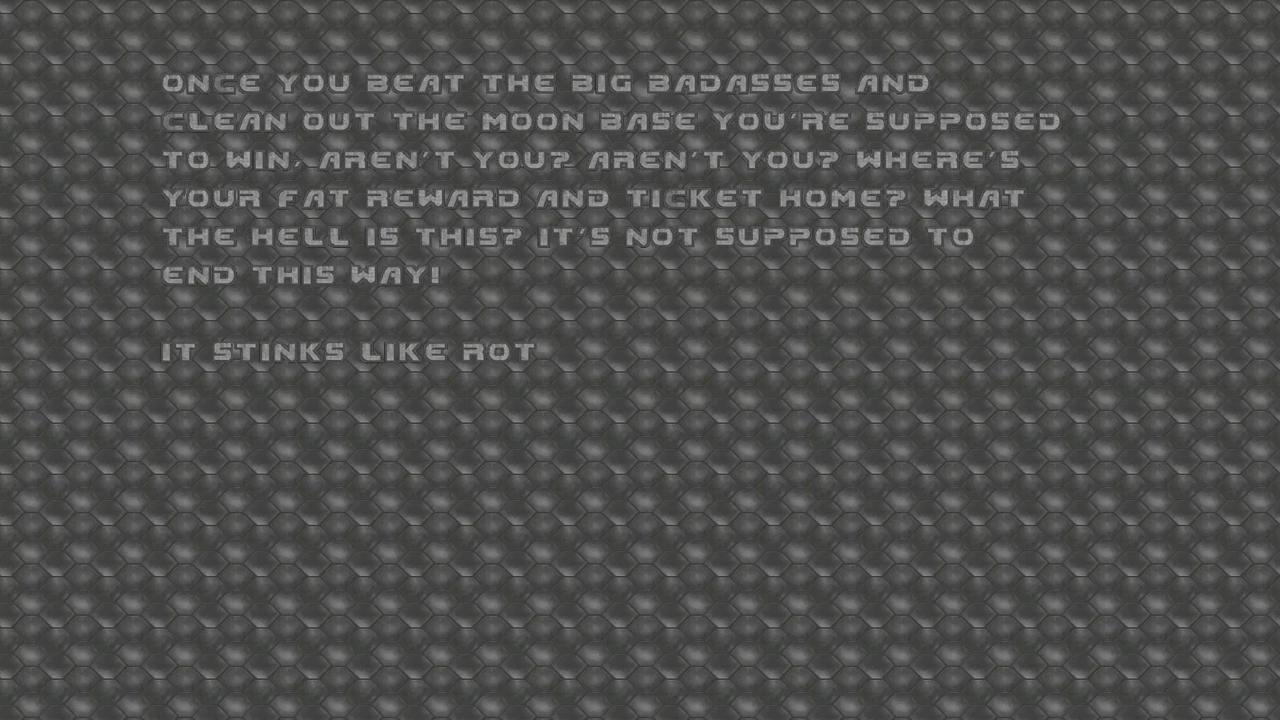 ONCE YOU BEAT THE BIG BADASSES AND
CLEAN OUT THE MOON BASE YOU'RE SUPPOSED
TO WIN, AREN'T YOU? AREN'T YOU? WHERE'S
YOUR FAT REWARD AND TICKET HOME? WHAT
THE HELL IS THIS? IT'S NOT SUPPOSED TO
END THIS WAY!
IT STINKS LIKE ROT